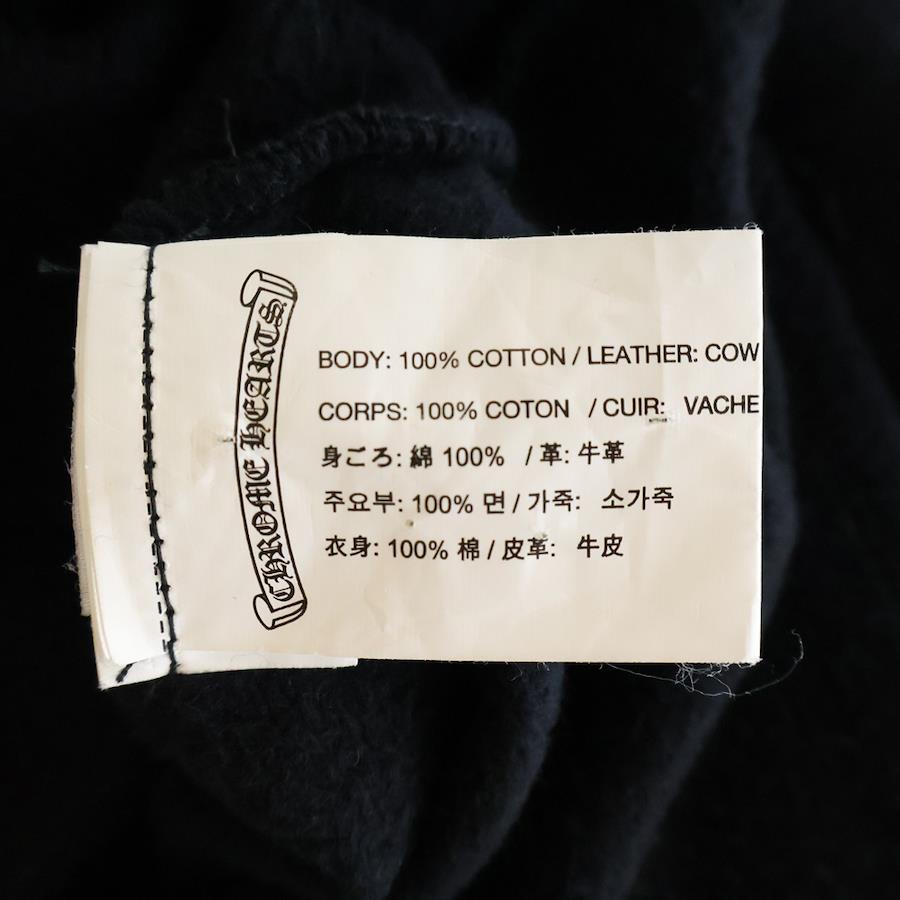 CHROME HEARTS
BODY: 100% COTTON / LEATHER: COW
CORPS: 100% COTON / CUIR: VACHE
身ごろ: 綿 100% / 革: 牛革
주요부: 100% 면 / 가죽: 소가죽
衣身: 100% 棉 / 皮革: 牛皮